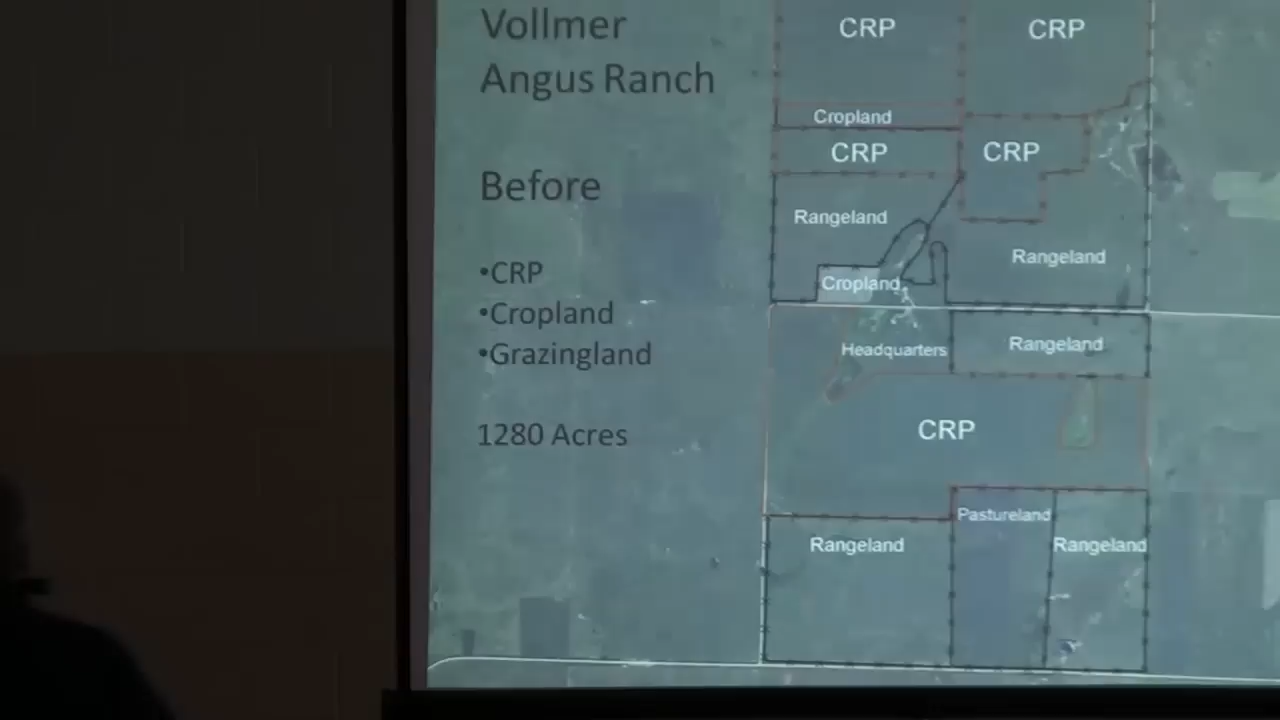 Vollmer
Angus Ranch
Before
•CRP
•Cropland
•Grazingland
1280 Acres
CRP
CRP
Cropland
CRP
CRP
Rangeland
Rangeland
Cropland
Headquarters
Rangeland
CRP
Pastureland
Rangeland
Rangeland